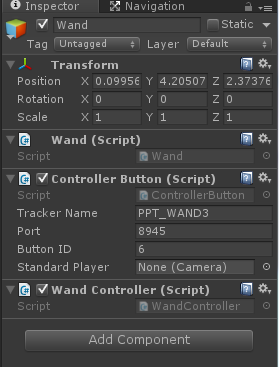 Inspector Navigation
Wand Static
Tag Untagged Layer Default
Transform
Position X 0.09956 Y 4.20507 Z 2.37376
Rotation X 0 Y 0 Z 0
Scale X 1 Y 1 Z 1
Wand (Script)
Script Wand
Controller Button (Script)
Script ControllerButton
Tracker Name PPT_WAND3
Port 8945
Button ID 6
Standard Player None (Camera)
Wand Controller (Script)
Script WandController
Add Component